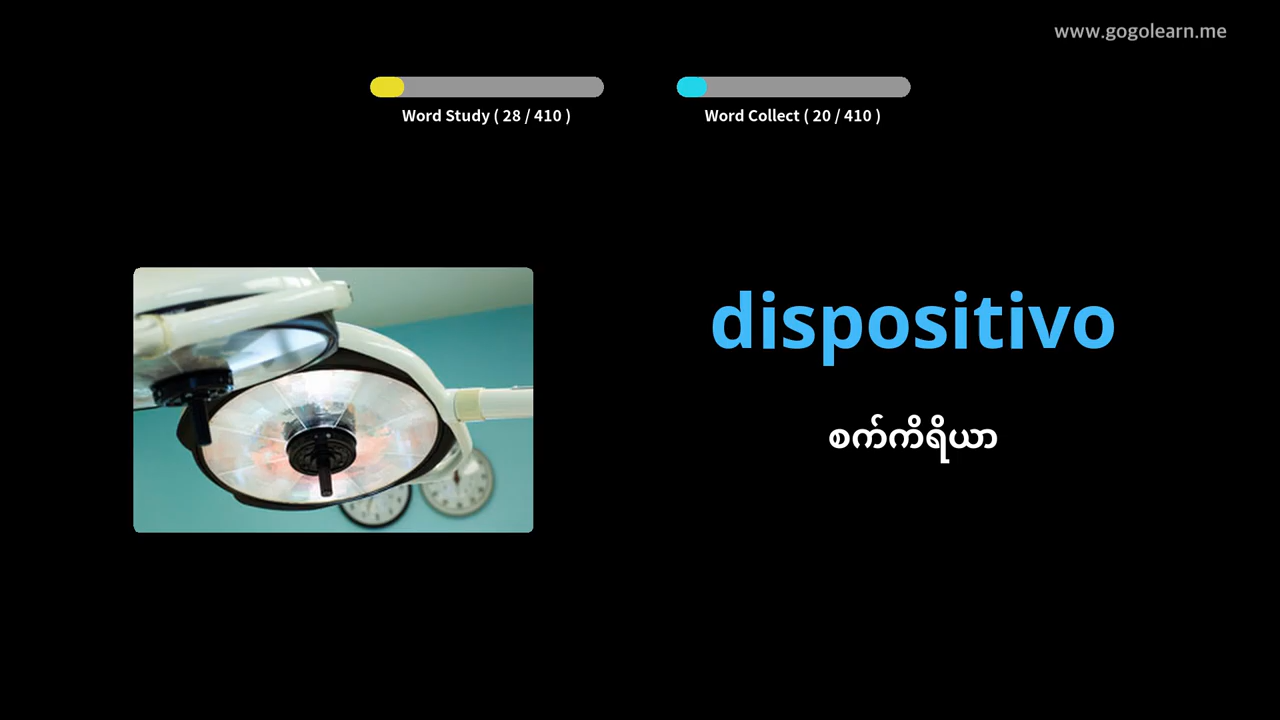 www.gogolearn.me
Word Study ( 28 / 410 )
Word Collect ( 20 / 410 )
dispositivo
စက်ကိရိယာ